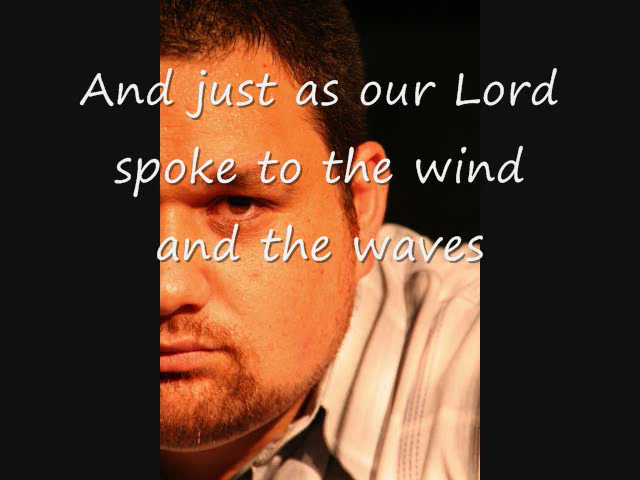 And just as our Lord
spoke to the wind
and the waves